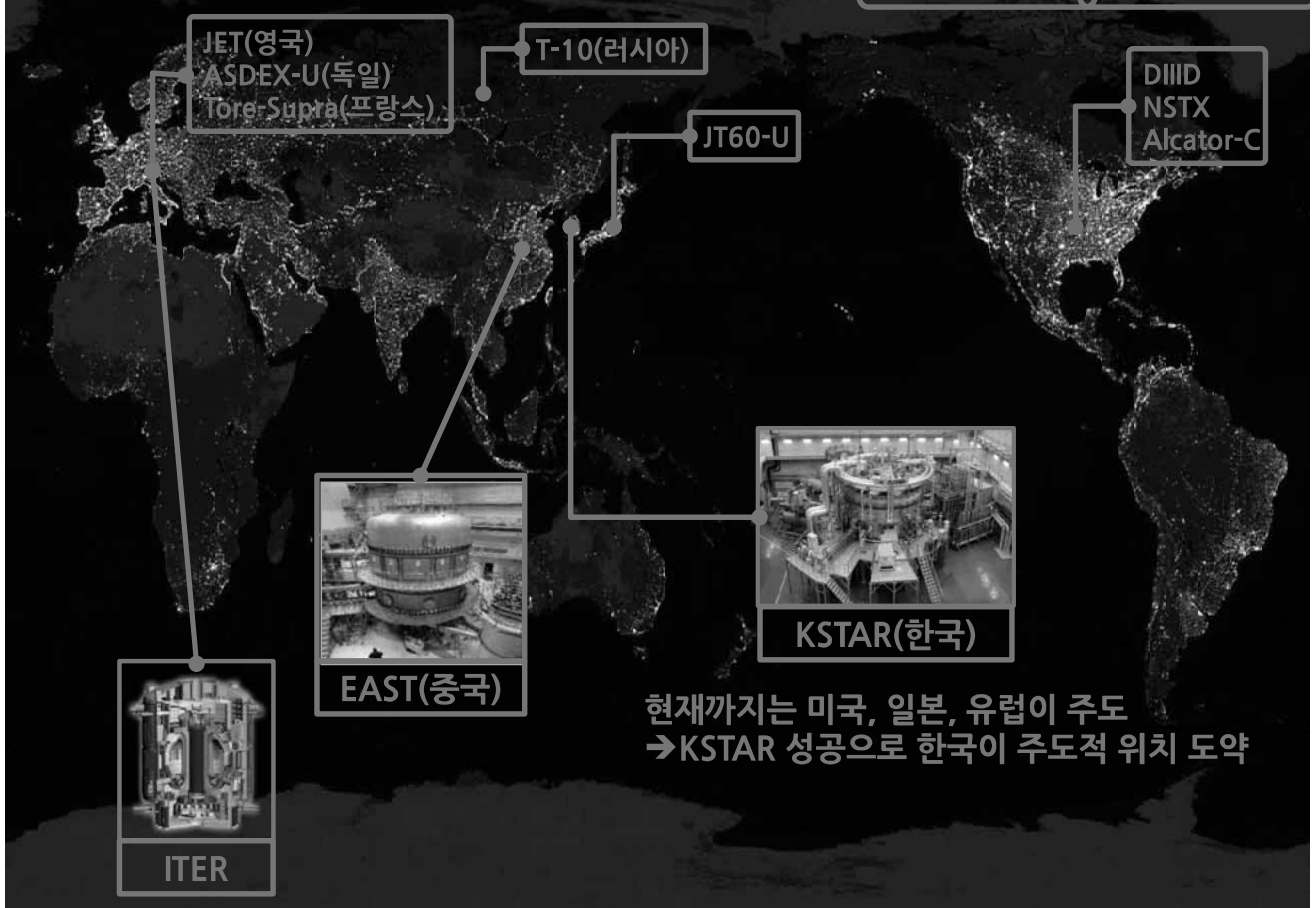 JET(영국)
ASDEX-U(독일)
Tore-Supra(프랑스)
T-10(러시아)
JT60-U
DIIID
NSTX
Alcator-C
KSTAR(한국)
EAST(중국)
현재까지는 미국, 일본, 유럽이 주도
➔KSTAR 성공으로 한국이 주도적 위치 도약
ITER